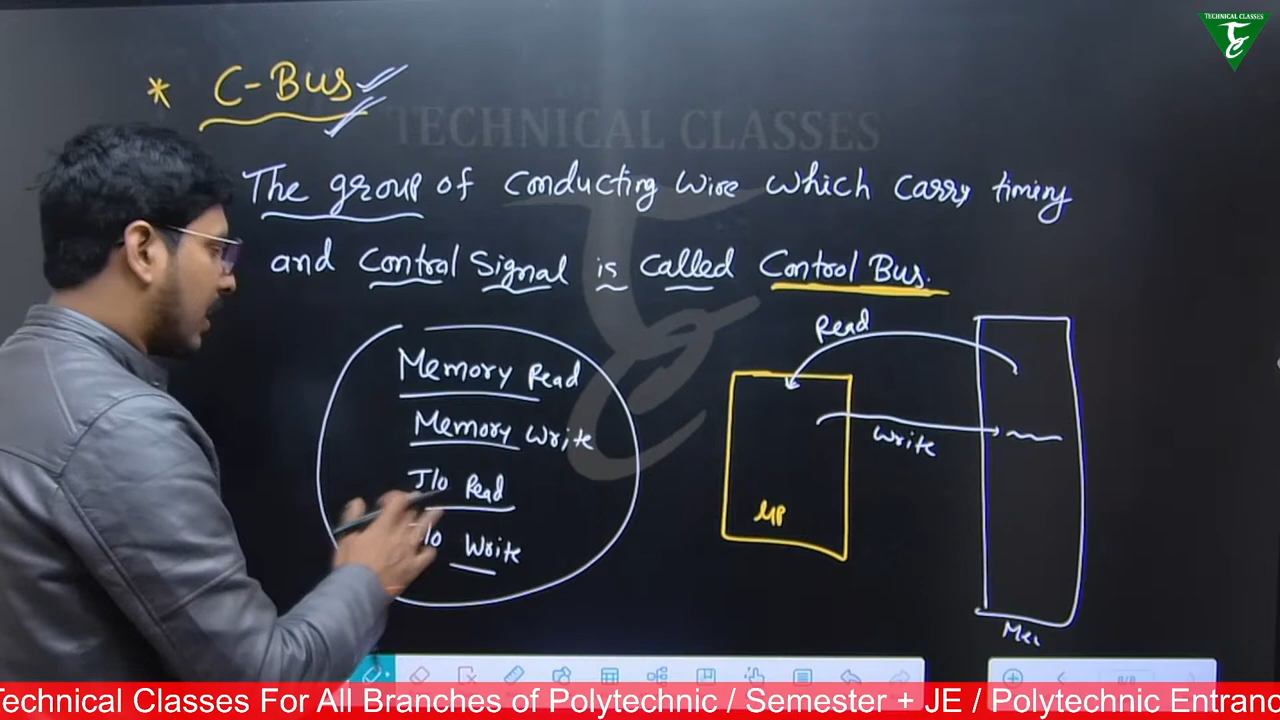 TECHNICAL CLASSES
* C-Bus
TECHNICAL CLASSES
The group of conducting wire which carry timing
and control signal is called Control Bus.
Read
Memory Read
Memory Write
Write
I/o Read
/o Write
MP
Me
Technical Classes For All Branches of Polytechnic / Semester + JE / Polytechnic Entranc